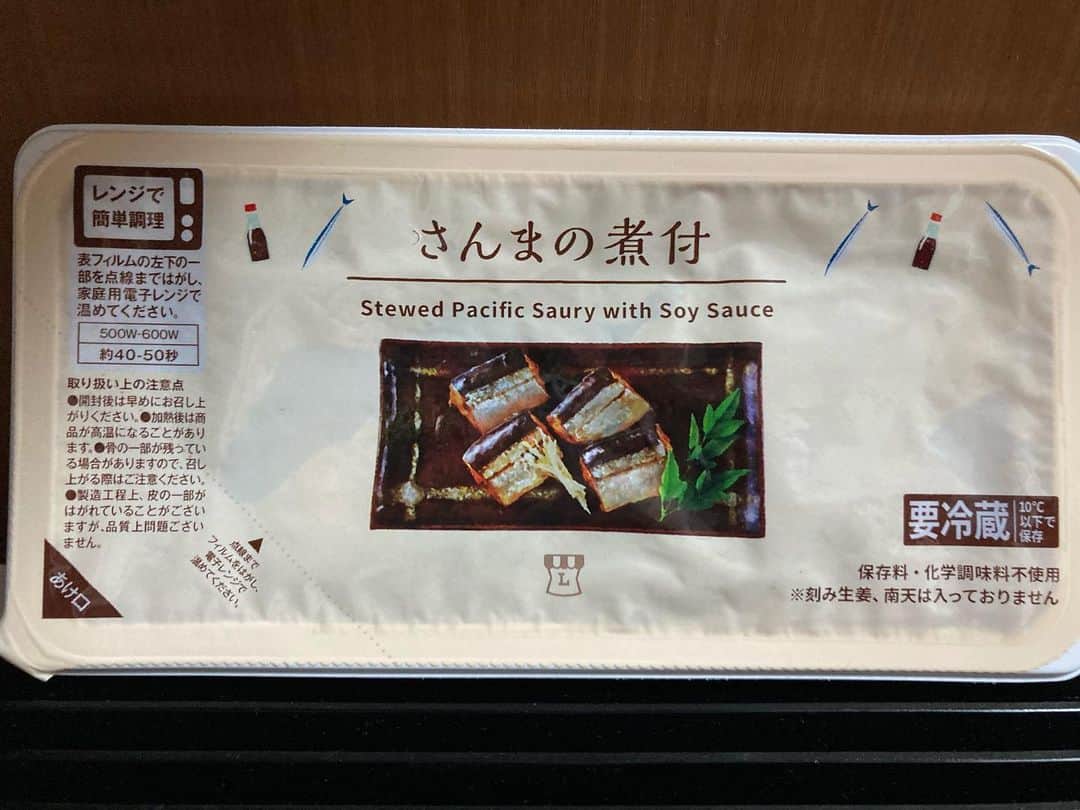 レンジで
簡単調理
表フィルムの左下の一
部を点線まではがし、
家庭用電子レンジで
温めてください。
500W-600W
約40-50秒
取り扱い上の注意点
●開封後は早めにお召し上
がりください。●加熱後は商
品が高温になることがあり
ます。●骨の一部が残ってい
る場合がありますので、召し
上がる際はご注意ください。
●製造工程上、皮の一部が
はがれていることがござい
ますが、品質上問題ござい
ません。
あけ口
▲
点線まで
フィルムをはがし、
電子レンジで
温めてください。
さんまの煮付
Stewed Pacific Saury with Soy Sauce
L
要冷蔵
10℃
以下で
保存
保存料・化学調味料不使用
※刻み生姜、南天は入っておりません